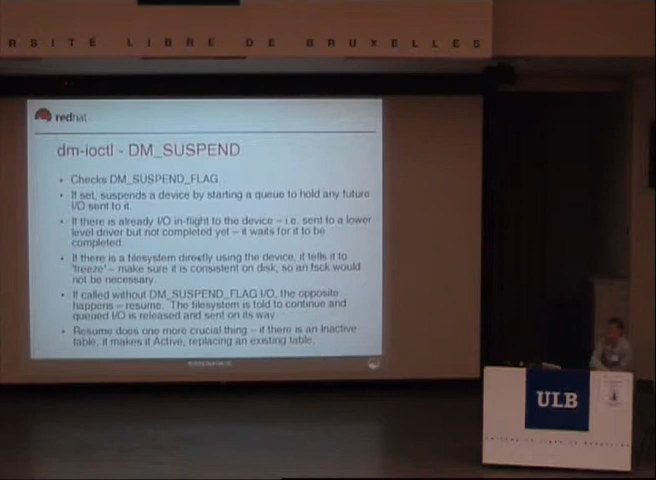 RSITÉ LIBRE DE BRUXELLES
redhat
dm-ioctl - DM_SUSPEND
Checks DM_SUSPEND_FLAG
If set, suspends a device by starting a queue to hold any future
I/O sent to it.
If there is already I/O in-flight to the device – i.e. sent to a lower
level driver but not completed yet – it waits for it to be
completed.
If there is a filesystem directly using the device, it tells it to
'freeze' – make sure it is consistent on disk, so an fsck would
not be necessary.
If called without DM_SUSPEND_FLAG I/O, the opposite
happens – resume. The filesystem is told to continue and
queued I/O is released and sent on its way.
Resume does one more crucial thing – if there is an Inactive
table, it makes it Active, replacing an existing table.
ULB
UNIVERSITÉ LIBRE DE BRUXELLES